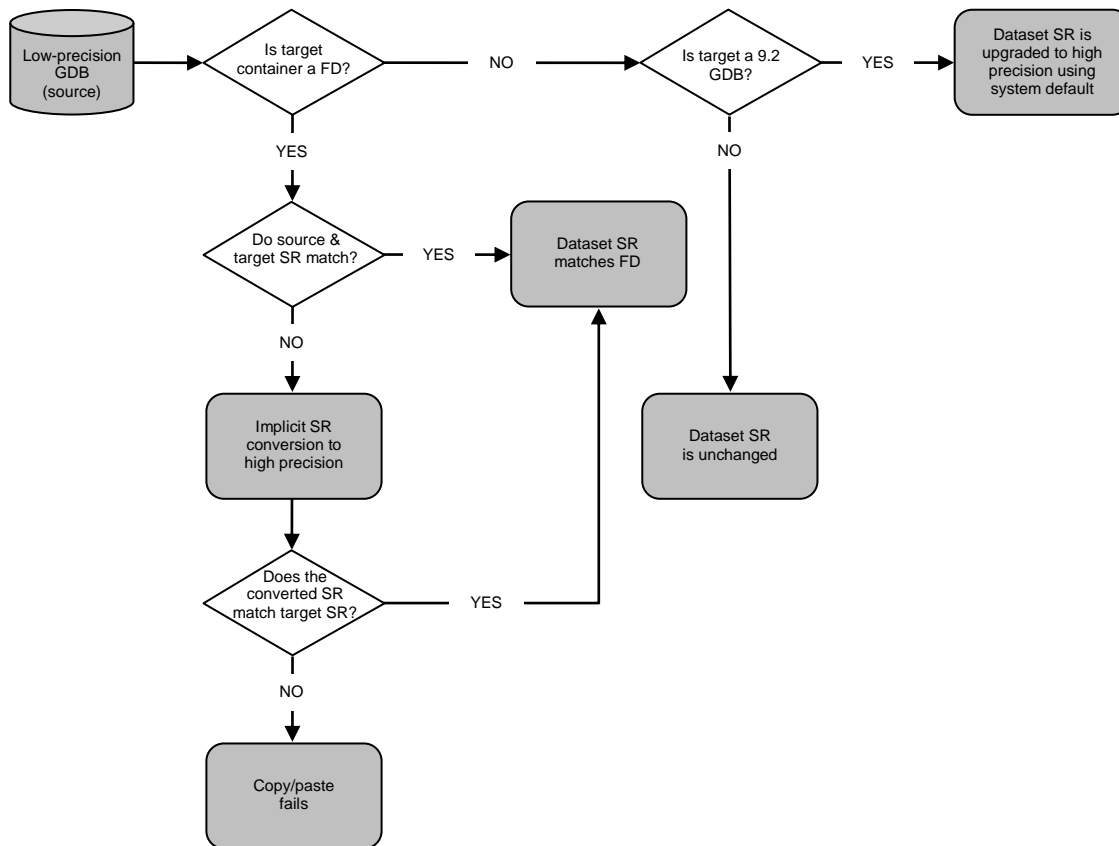 Low-precision
GDB
(source)
Is target
container a FD?
NO
Is target a 9.2
GDB?
YES
Dataset SR is
upgraded to high
precision using
system default
YES
NO
Do source &
target SR match?
YES
Dataset SR
matches FD
NO
Implicit SR
conversion to
high precision
Dataset SR
is unchanged
Does the
converted SR
match target SR?
YES
NO
Copy/paste
fails